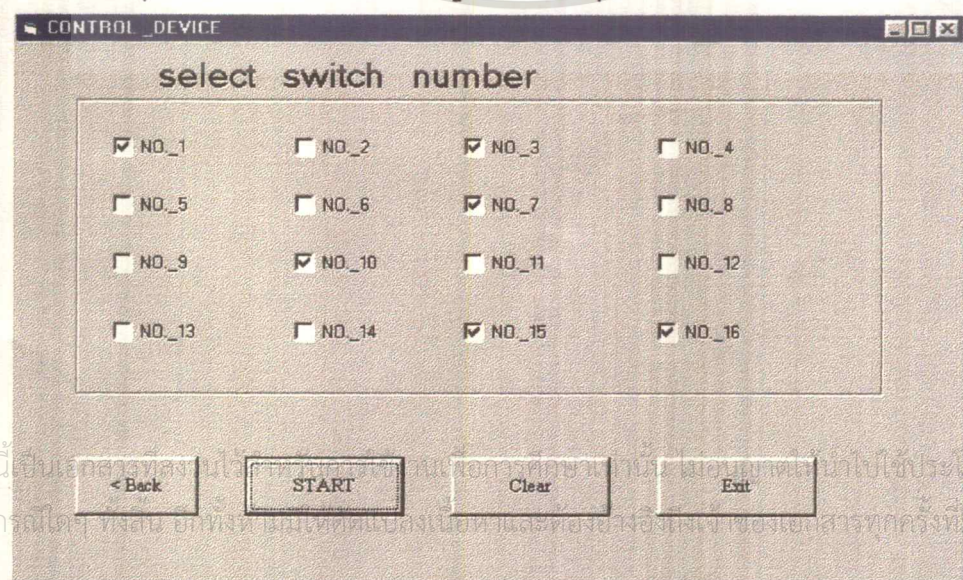 CONTROL_DEVICE
select switch number
NO._1 NO._2 NO._3 NO._4
NO._5 NO._6 NO._7 NO._8
NO._9 NO._10 NO._11 NO._12
NO._13 NO._14 NO._15 NO._16
< Back START Clear Exit